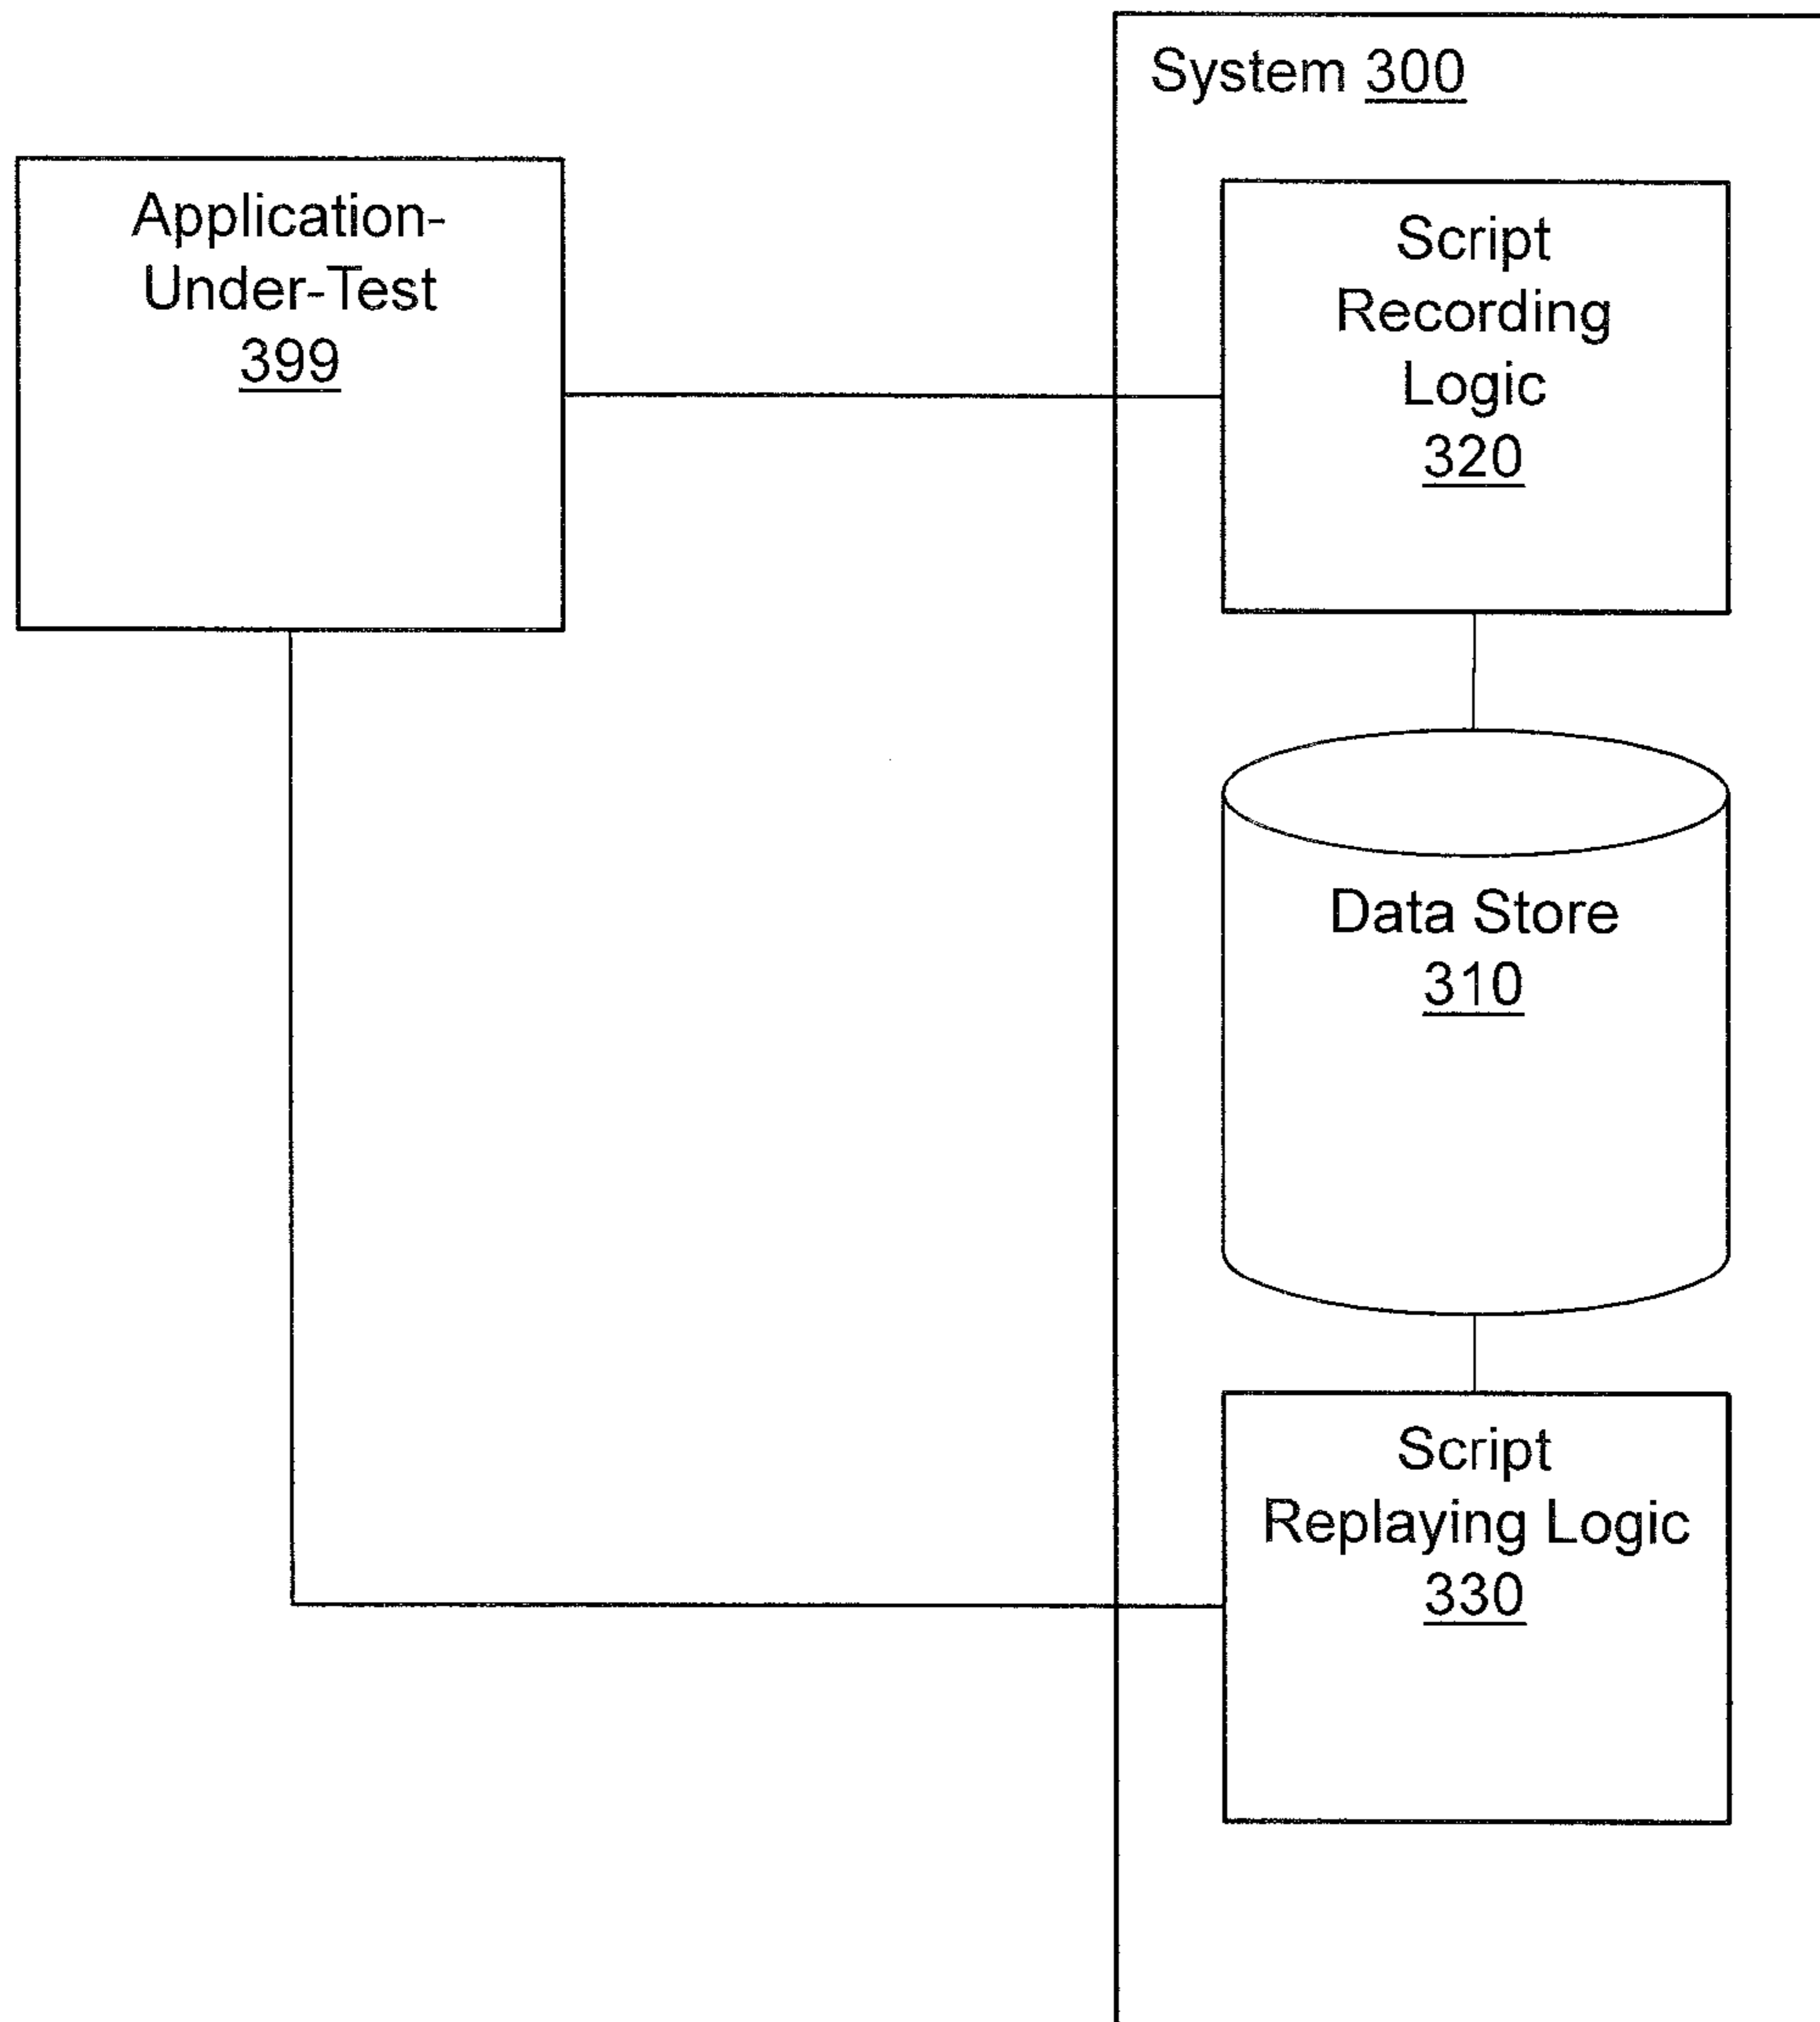 System 300
Application-
Under-Test
399
Script
Recording
Logic
320
Data Store
310
Script
Replaying Logic
330